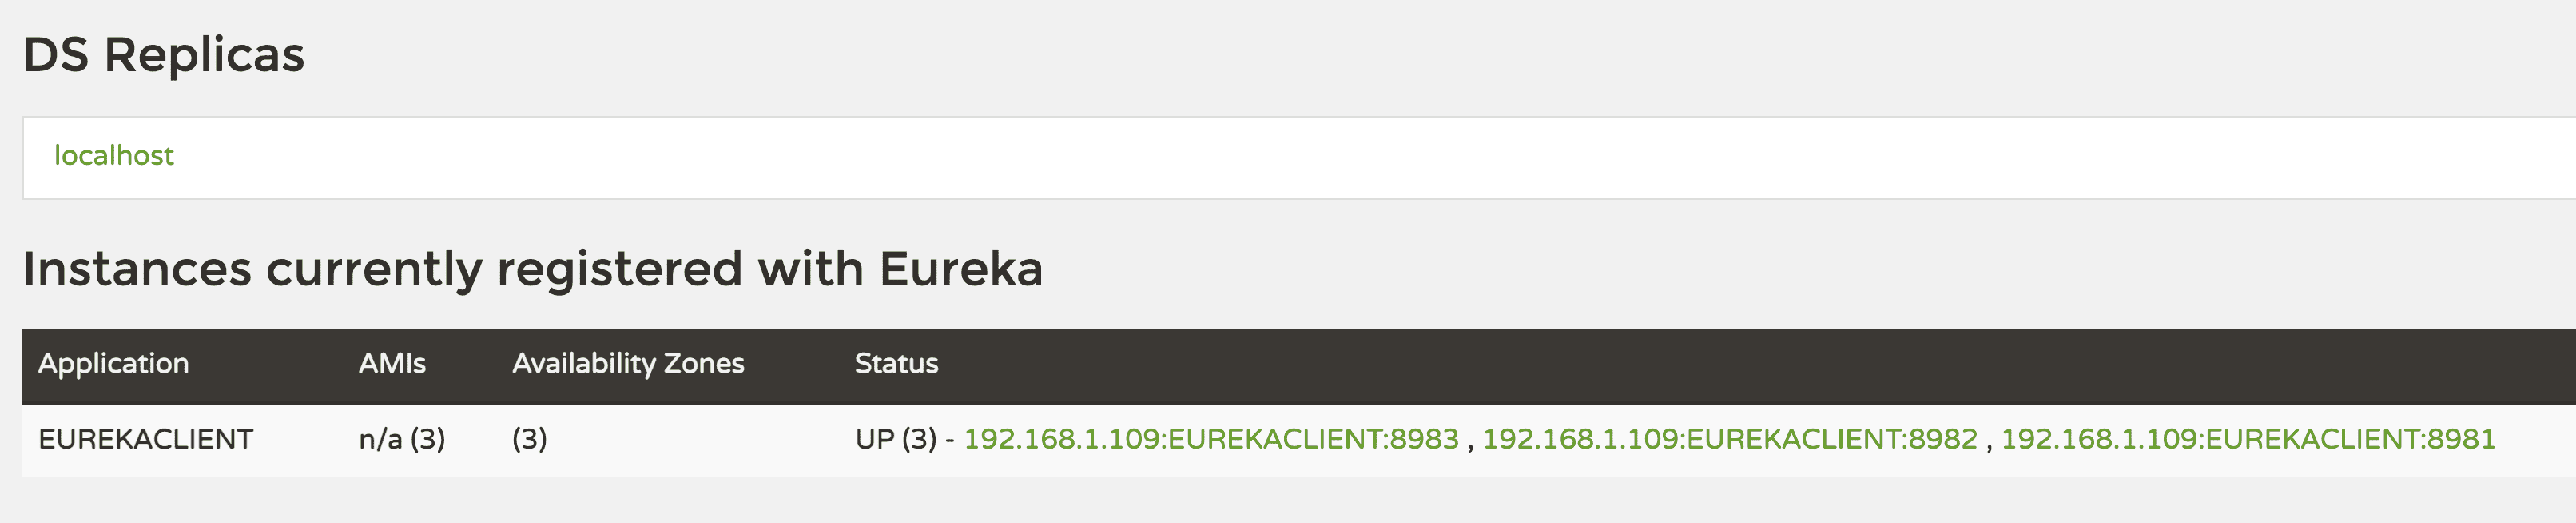 DS Replicas
localhost
Instances currently registered with Eureka
Application AMIs Availability Zones Status
EUREKACLIENT n/a (3) (3) UP (3) - 192.168.1.109:EUREKACLIENT:8983 , 192.168.1.109:EUREKACLIENT:8982 , 192.168.1.109:EUREKACLIENT:8981